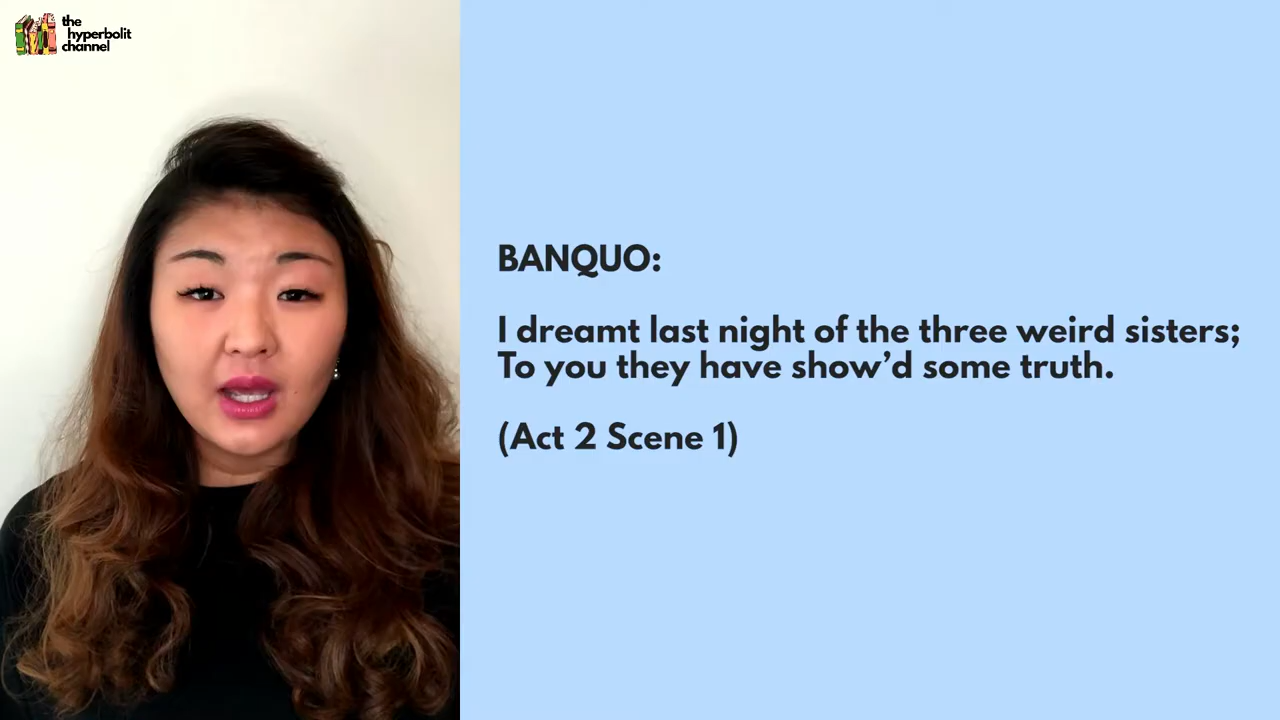 the
hyperbolit
channel
BANQUO:
I dreamt last night of the three weird sisters;
To you they have show’d some truth.
(Act 2 Scene 1)